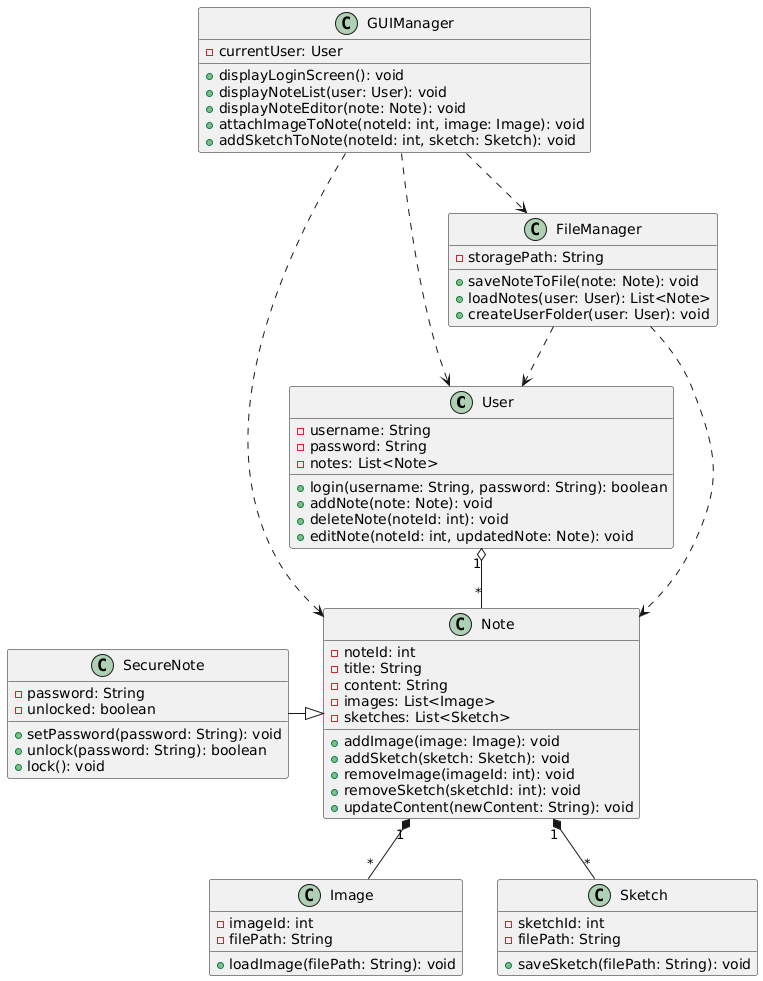 C GUIManager
currentUser: User
displayLoginScreen(): void
displayNoteList(user: User): void
displayNoteEditor(note: Note): void
attachImageToNote(noteId: int, image: Image): void
addSketchToNote(noteId: int, sketch: Sketch): void
C FileManager
storagePath: String
saveNoteToFile(note: Note): void
loadNotes(user: User): List<Note>
createUserFolder(user: User): void
C User
username: String
password: String
notes: List<Note>
login(username: String, password: String): boolean
addNote(note: Note): void
deleteNote(noteId: int): void
editNote(noteId: int, updatedNote: Note): void
1
*
C SecureNote
password: String
unlocked: boolean
setPassword(password: String): void
unlock(password: String): boolean
lock(): void
C Note
noteId: int
title: String
content: String
images: List<Image>
sketches: List<Sketch>
addImage(image: Image): void
addSketch(sketch: Sketch): void
removeImage(imageId: int): void
removeSketch(sketchId: int): void
updateContent(newContent: String): void
1
*
1
*
C Image
imageId: int
filePath: String
loadImage(filePath: String): void
C Sketch
sketchId: int
filePath: String
saveSketch(filePath: String): void